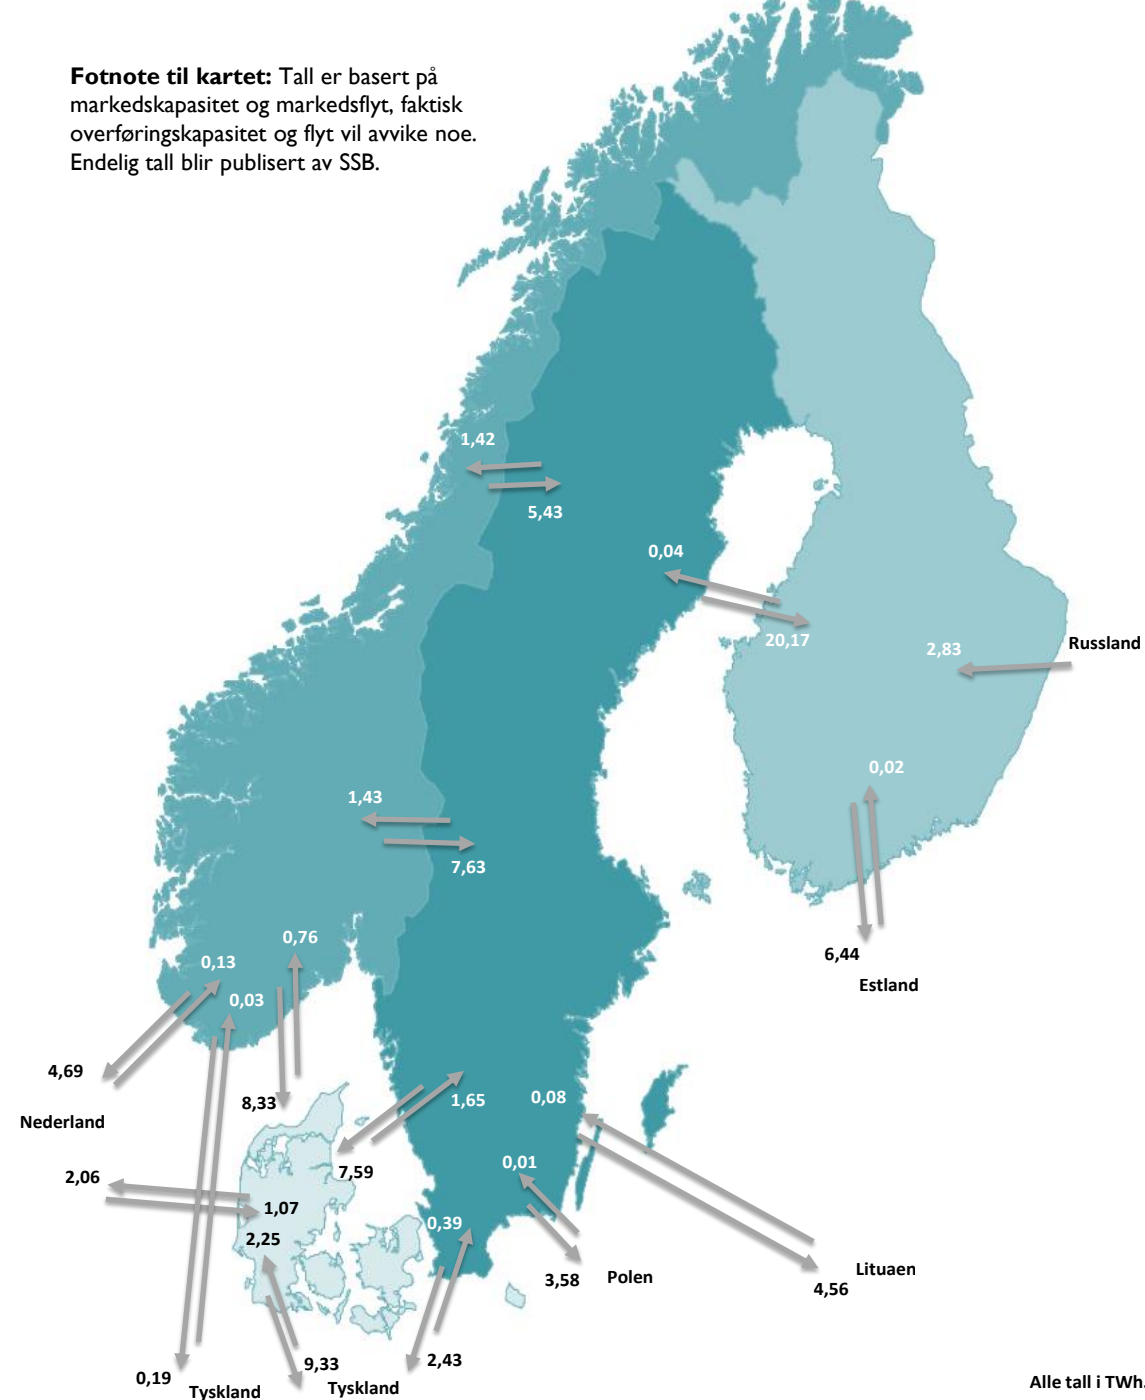 Fotnote til kartet: Tall er basert på
markedskapasitet og markedsflyt, faktisk
overføringskapasitet og flyt vil avvike noe.
Endelig tall blir publisert av SSB.
1,42
5,43
0,04
20,17
2,83
Russland
0,02
1,43
7,63
0,76
0,13
0,03
6,44
Estland
4,69
Nederland
8,33
1,65
0,08
7,59
0,01
2,06
1,07
2,25
0,39
3,58
Polen
Lituaen
4,56
0,19
Tyskland
9,33
Tyskland
2,43
Alle tall i TWh.